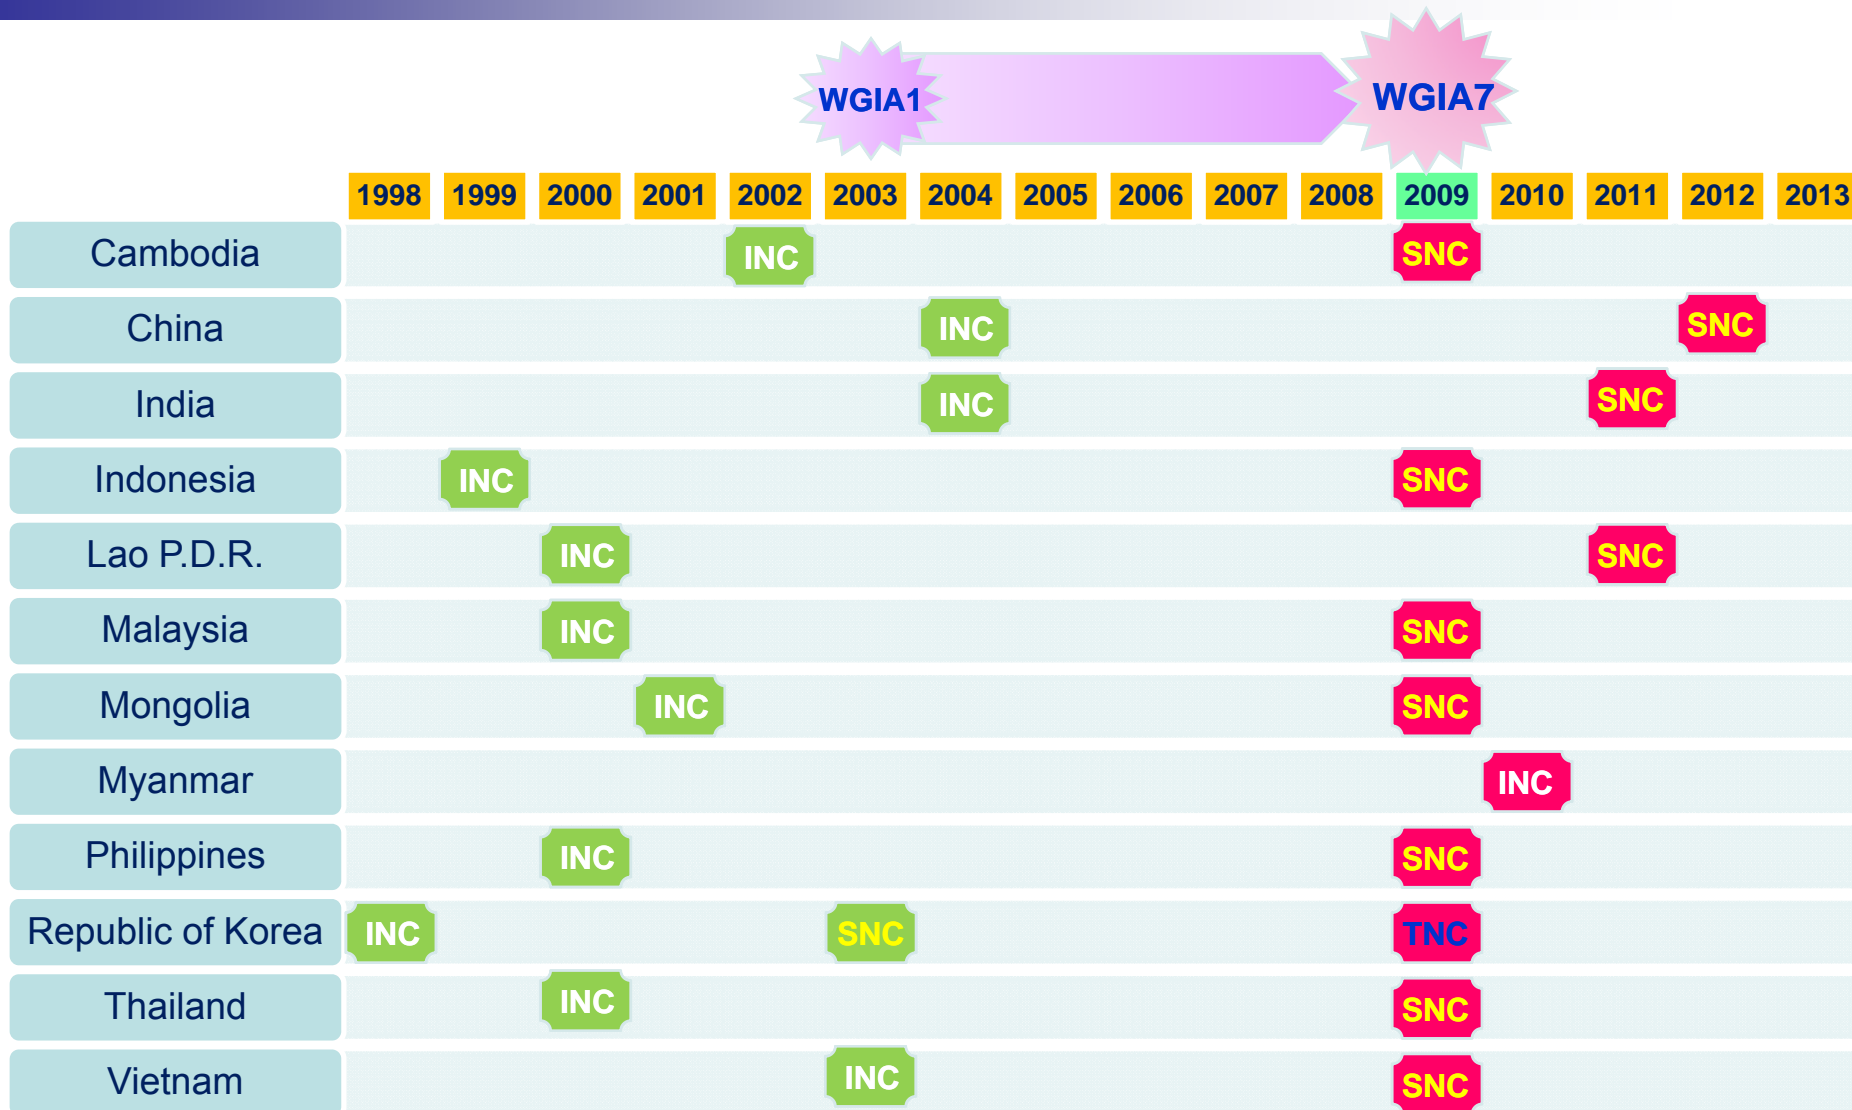 WGIA1 WGIA7
1998 1999 2000 2001 2002 2003 2004 2005 2006 2007 2008 2009 2010 2011 2012 2013
Cambodia INC SNC
China INC SNC
India INC SNC
Indonesia INC SNC
Lao P.D.R. INC SNC
Malaysia INC SNC
Mongolia INC SNC
Myanmar INC
Philippines INC SNC
Republic of Korea INC SNC TNC
Thailand INC SNC
Vietnam INC SNC